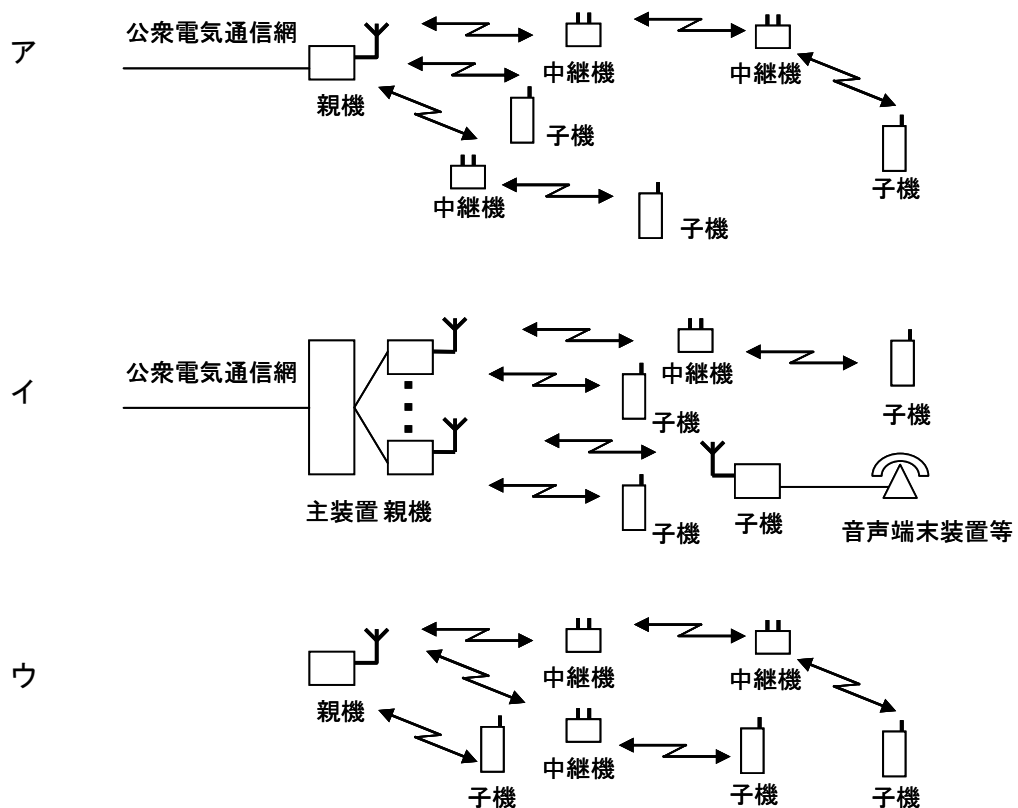 ア
公衆電気通信網
親機
中継機
中継機
子機
子機
中継機
子機
イ
公衆電気通信網
中継機
子機
子機
主装置 親機
子機
子機
音声端末装置等
ウ
親機
中継機
中継機
子機
中継機
子機
子機